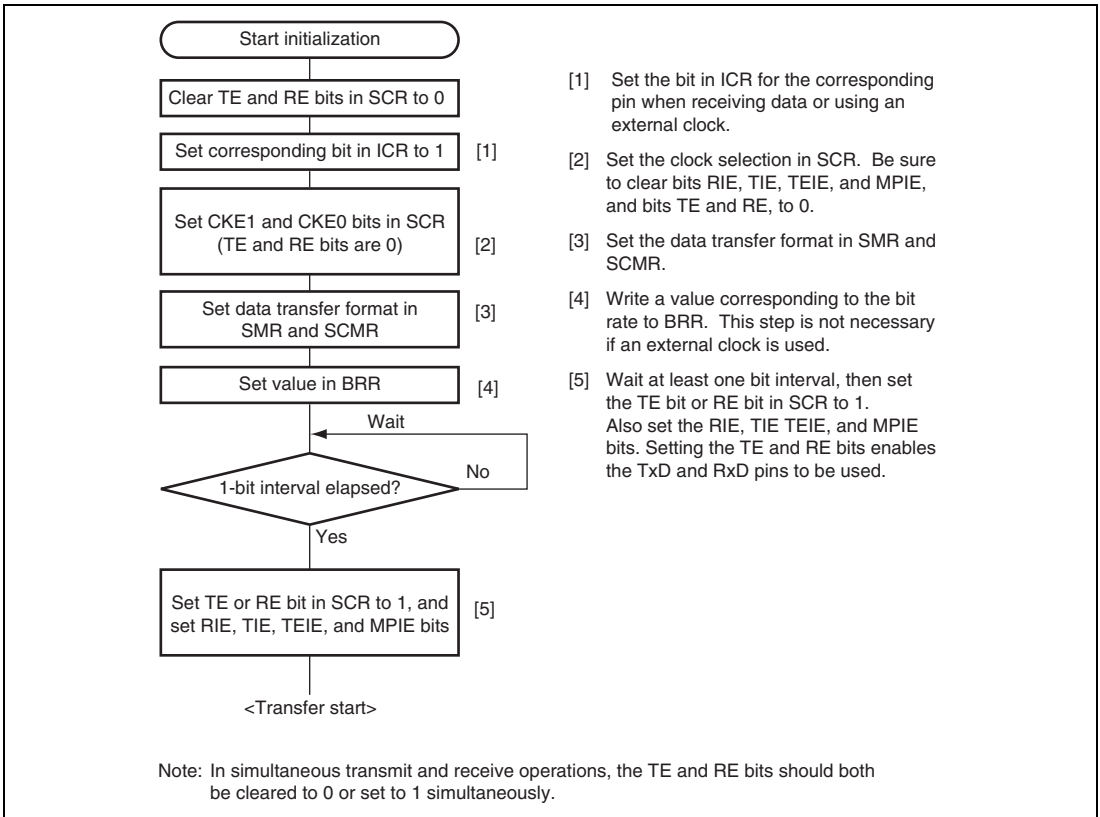 Start initialization
Clear TE and RE bits in SCR to 0
Set corresponding bit in ICR to 1
[1]
Set CKE1 and CKE0 bits in SCR
(TE and RE bits are 0)
[2]
Set data transfer format in
SMR and SCMR
[3]
Set value in BRR
[4]
Wait
No
1-bit interval elapsed?
Yes
Set TE or RE bit in SCR to 1, and
set RIE, TIE, TEIE, and MPIE bits
[5]
<Transfer start>
[1] Set the bit in ICR for the corresponding
pin when receiving data or using an
external clock.
[2] Set the clock selection in SCR. Be sure
to clear bits RIE, TIE, TEIE, and MPIE,
and bits TE and RE, to 0.
[3] Set the data transfer format in SMR and
SCMR.
[4] Write a value corresponding to the bit
rate to BRR. This step is not necessary
if an external clock is used.
[5] Wait at least one bit interval, then set
the TE bit or RE bit in SCR to 1.
Also set the RIE, TIE TEIE, and MPIE
bits. Setting the TE and RE bits enables
the TxD and RxD pins to be used.
Note: In simultaneous transmit and receive operations, the TE and RE bits should both
be cleared to 0 or set to 1 simultaneously.